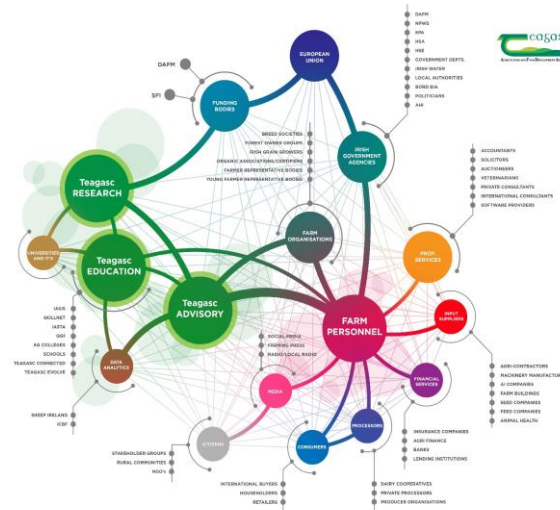 DAFM
NPWS
EPA
HSA
HSE
GOVERNMENT DEPTS.
IRISH WATER
LOCAL AUTHORITIES
BORD BIA
POLITICIANS
AHI
EUROPEAN
UNION
DAFM
SFI
FUNDING
BODIES
BREED SOCIETIES
FOREST OWNER GROUPS
IRISH GRAIN GROWERS
ORGANIC ASSOCIATIONS/CERTIFIERS
FARMER REPRESENTATIVE BODIES
YOUNG FARMER REPRESENTATIVE BODIES
IRISH
GOVERNMENT
AGENCIES
ACCOUNTANTS
SOLICITORS
AUCTIONEERS
VETERINARIANS
PRIVATE CONSULTANTS
INTERNATIONAL CONSULTANTS
SOFTWARE PROVIDERS
Teagasc
RESEARCH
UNIVERSITIES
AND IT'S
Teagasc
EDUCATION
FARM
ORGANISATIONS
PROF
SERVICES
Teagasc
ADVISORY
FARM
PERSONNEL
INPUT
SUPPLIERS
SKILLNET
IASTA
AG COLLEGES
SCHOOLS
TEAGASC CONNECTED
TEAGASC EVOLVE
DATA
ANALYTICS
SOCIAL MEDIA
FARMING PRESS
RADIO/LOCAL RADIO
MEDIA
FINANCIAL
SERVICES
AGRI-CONTRACTORS
MACHINERY MANUFACTUR
AI COMPANIES
FARM BUILDINGS
SEED COMPANIES
FEED COMPANIES
ANIMAL HEALTH
SHEEP IRELAND
ICBF
CITIZENS
CONSUMERS
PROCESSORS
INSURANCE COMPANIES
AGRI FINANCE
BANKS
LENDING INSTITUTIONS
STAKEHOLDER GROUPS
RURAL COMMUNITIES
NGO's
INTERNATIONAL BUYERS
HOUSEHOLDERS
RETAILERS
DAIRY COOPERATIVES
PRIVATE PROCESSORS
PRODUCER ORGANISATIONS